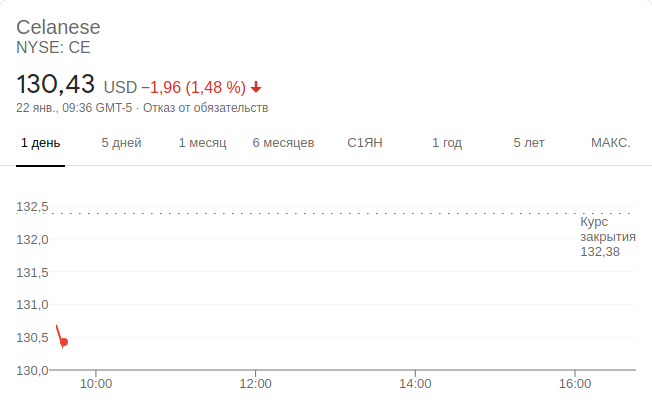 Celanese
NYSE: CE
130,43 USD −1,96 (1,48 %)
22 янв., 09:36 GMT-5 · Отказ от обязательств
1 день 5 дней 1 месяц 6 месяцев С1ЯН 1 год 5 лет МАКС.
132,5
Курс
закрытия
132,38
132,0
131,5
131,0
130,5
130,0
10:00 12:00 14:00 16:00